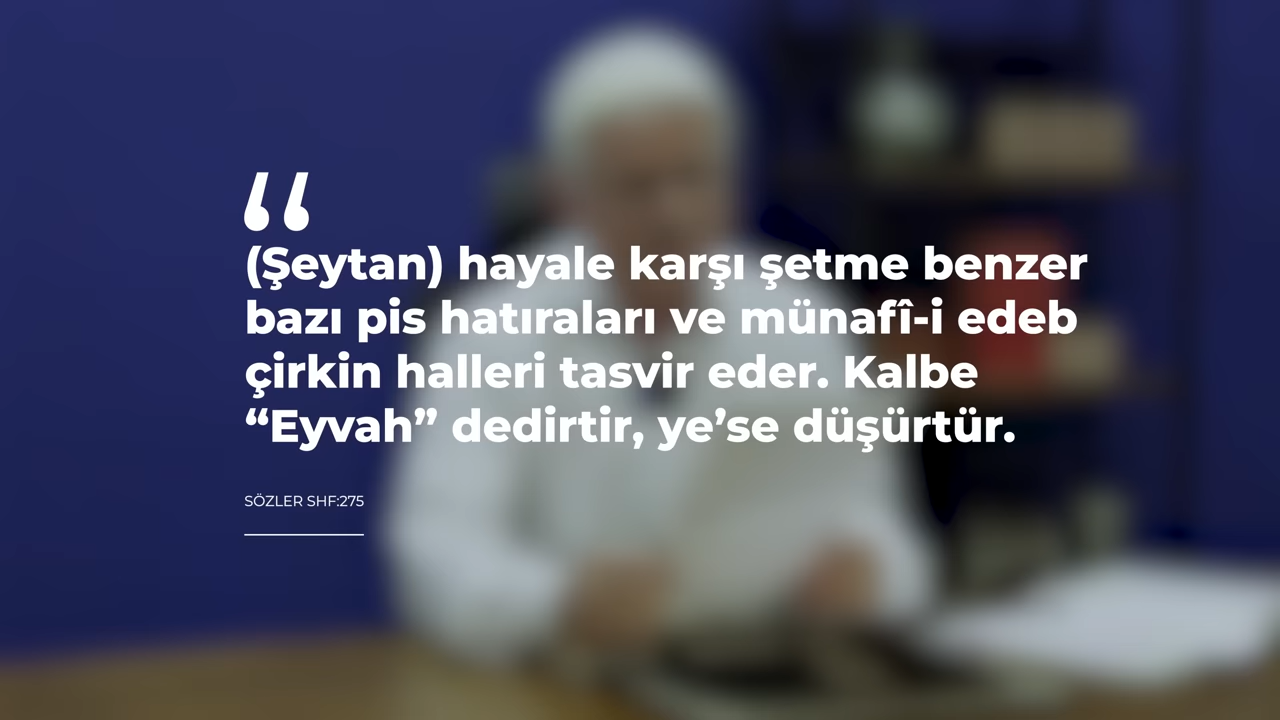 “
(Şeytan) hayale karşı şetme benzer
bazı pis hatıraları ve münafî-i edeb
çirkin halleri tasvir eder. Kalbe
“Eyvah” dedirtir, ye’se düşürtür.
SÖZLER SHF:275